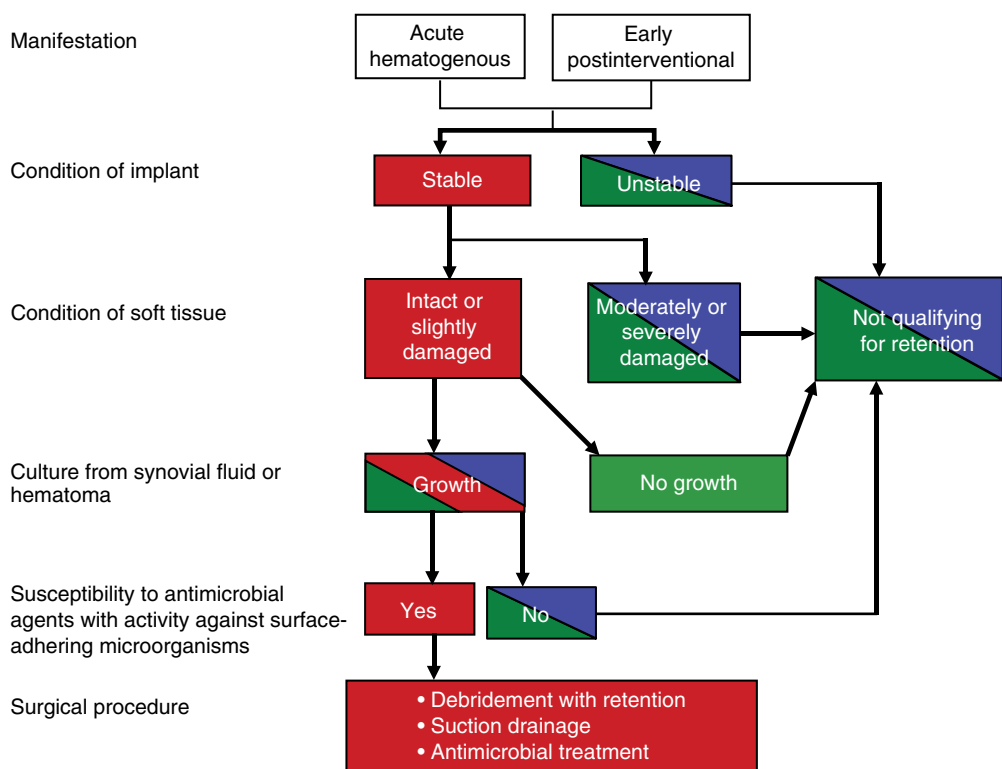 Manifestation
Acute
hematogenous
Early
postinterventional
Condition of implant
Stable
Unstable
Condition of soft tissue
Intact or
slightly
damaged
Moderately or
severely
damaged
Not qualifying
for retention
Culture from synovial fluid or
hematoma
Growth
No growth
Susceptibility to antimicrobial
agents with activity against surface-
adhering microorganisms
Yes
No
Surgical procedure
• Debridement with retention
• Suction drainage
• Antimicrobial treatment